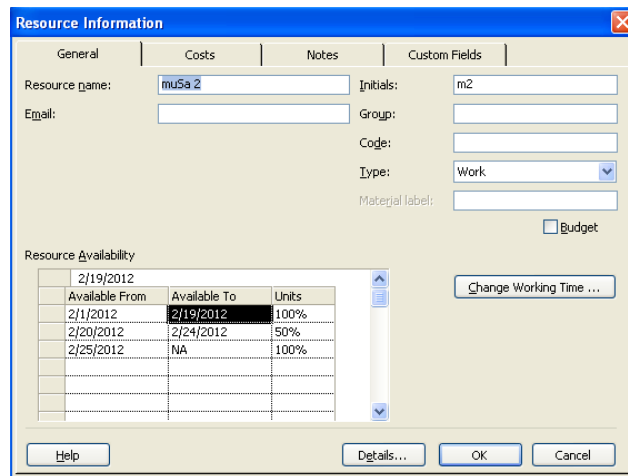 Resource Information
General Costs Notes Custom Fields
Resource name: muSa 2 Initials: m2
Email: Group:
Code:
Type: Work
Material label:
Budget
Resource Availability
2/19/2012
Change Working Time ...
Available From Available To Units
2/1/2012 2/19/2012 100%
2/20/2012 2/24/2012 50%
2/25/2012 NA 100%
Help Details... OK Cancel